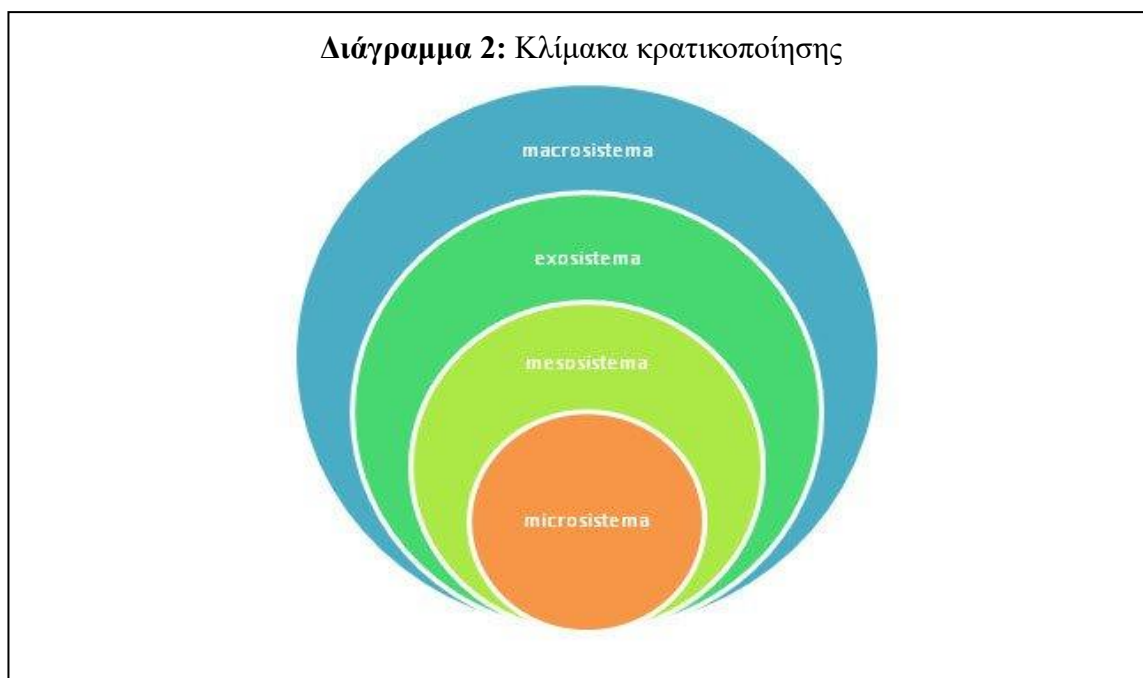 Διάγραμμα 2: Κλίμακα κρατικοποίησης
macrosistema
exosistema
mesosistema
microsistema